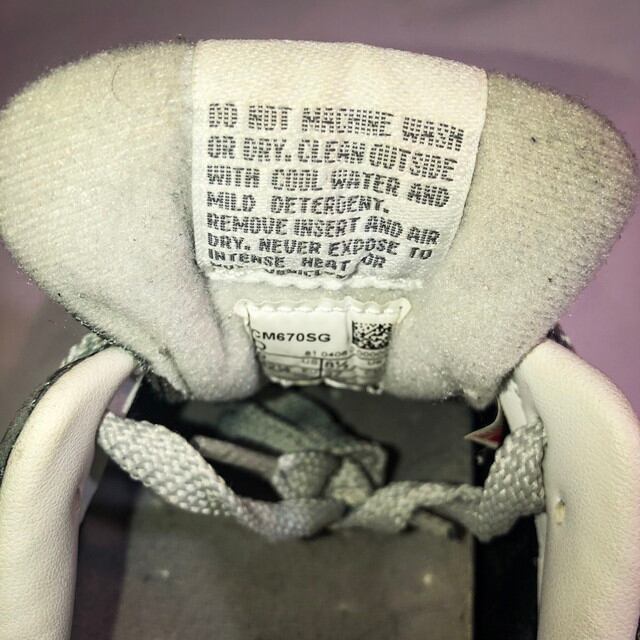 DO NOT MACHINE WASH
OR DRY. CLEAN OUTSIDE
WITH COOL WATER AND
MILD DETERGENT.
REMOVE INSERT AND AIR
DRY. NEVER EXPOSE TO
INTENSE HEAT OR
CM670SG